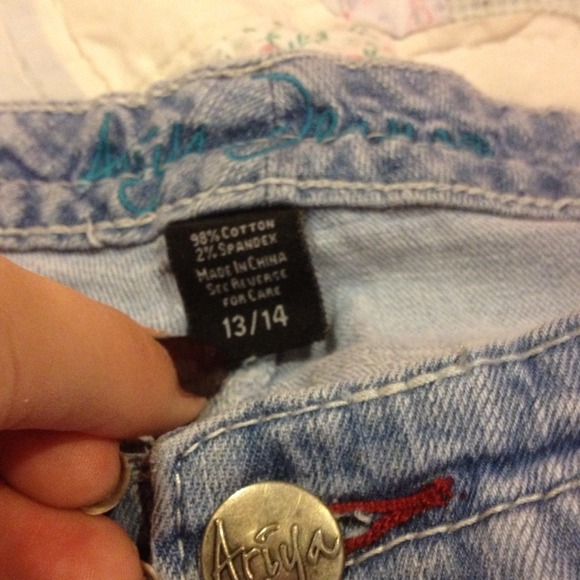 98% COTTON
2% SPANDEX
MADE IN CHINA
SEE REVERSE
FOR CARE
13/14
Ariya